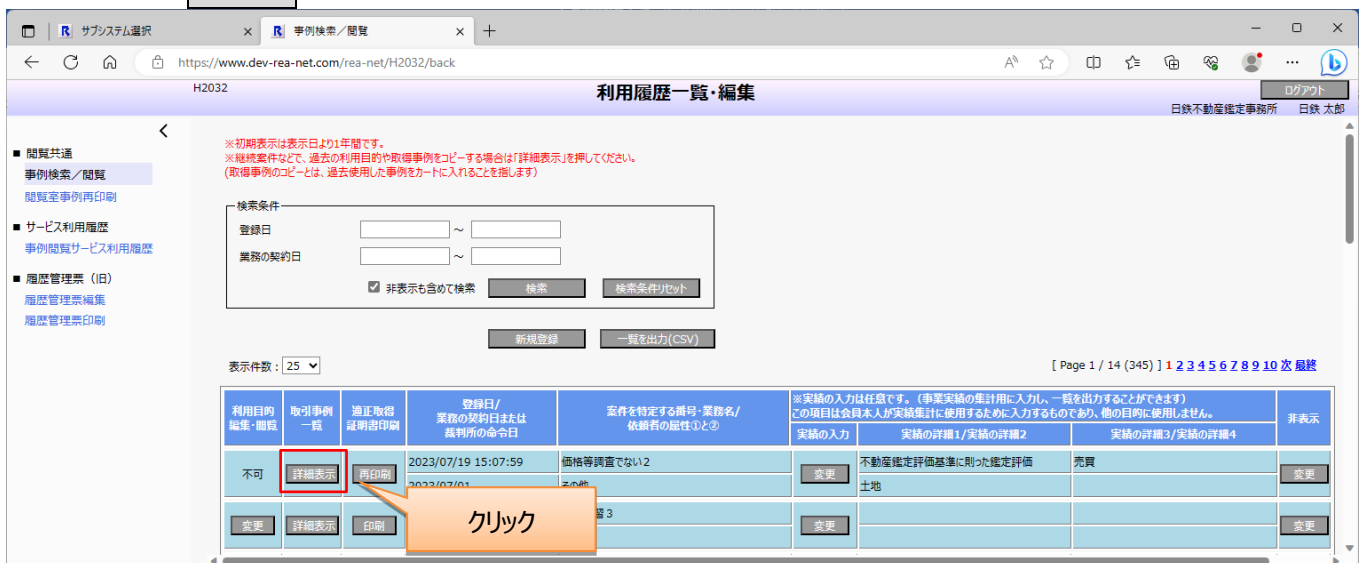 サブシステム選択
事例検索／閲覧
https://www.dev-rea-net.com/rea-net/H2032/back
H2032
利用履歴一覧・編集
ログアウト
日鉄不動産鑑定事務所 日鉄 太郎
■ 閲覧共通
事例検索／閲覧
閲覧室事例再印刷
■ サービス利用履歴
事例閲覧サービス利用履歴
■ 履歴管理票（旧）
履歴管理票編集
履歴管理票印刷
※初期表示は表示日より1年間です。
※継続案件などで、過去の利用目的や取得事例をコピーする場合は「詳細表示」を押してください。
(取得事例のコピーとは、過去使用した事例をカートに入れることを指します)
検索条件
登録日 ～
業務の契約日 ～
非表示も含めて検索 検索 検索条件リセット
新規登録 一覧を出力(CSV)
表示件数： 25
[ Page 1 / 14 (345) ] 1 2 3 4 5 6 7 8 9 10 次 最終
利用目的
編集・閲覧
取引事例
一覧
適正取得
証明書印刷
登録日/
業務の契約日または
裁判所の命令日
案件を特定する番号・業務名/
依頼者の属性①と②
※実績の入力は任意です。（事業実績の集計用に入力し、一覧を出力することができます）
この項目は会員本人が実績集計に使用するために入力するものであり、他の目的に使用しません。
実績の入力 実績の詳細1/実績の詳細2 実績の詳細3/実績の詳細4
非表示
不可 詳細表示 再印刷 2023/07/19 15:07:59 価格等調査でない2 変更 不動産鑑定評価基準に則った鑑定評価 売買 変更
2023/07/01 その他 土地
変更 詳細表示 印刷 習3 変更 変更
クリック